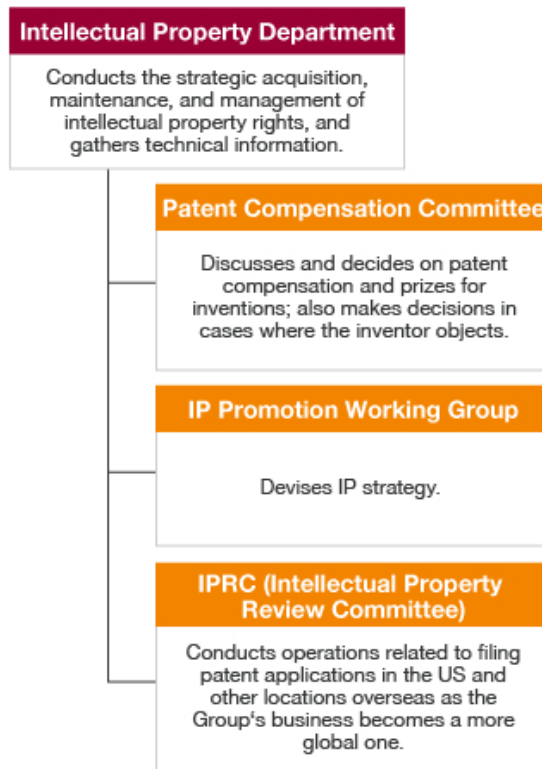 Intellectual Property Department
Conducts the strategic acquisition,
maintenance, and management of
intellectual property rights, and
gathers technical information.
Patent Compensation Committee
Discusses and decides on patent
compensation and prizes for
inventions; also makes decisions in
cases where the inventor objects.
IP Promotion Working Group
Devises IP strategy.
IPRC (Intellectual Property
Review Committee)
Conducts operations related to filing
patent applications in the US and
other locations overseas as the
Group‘s business becomes a more
global one.